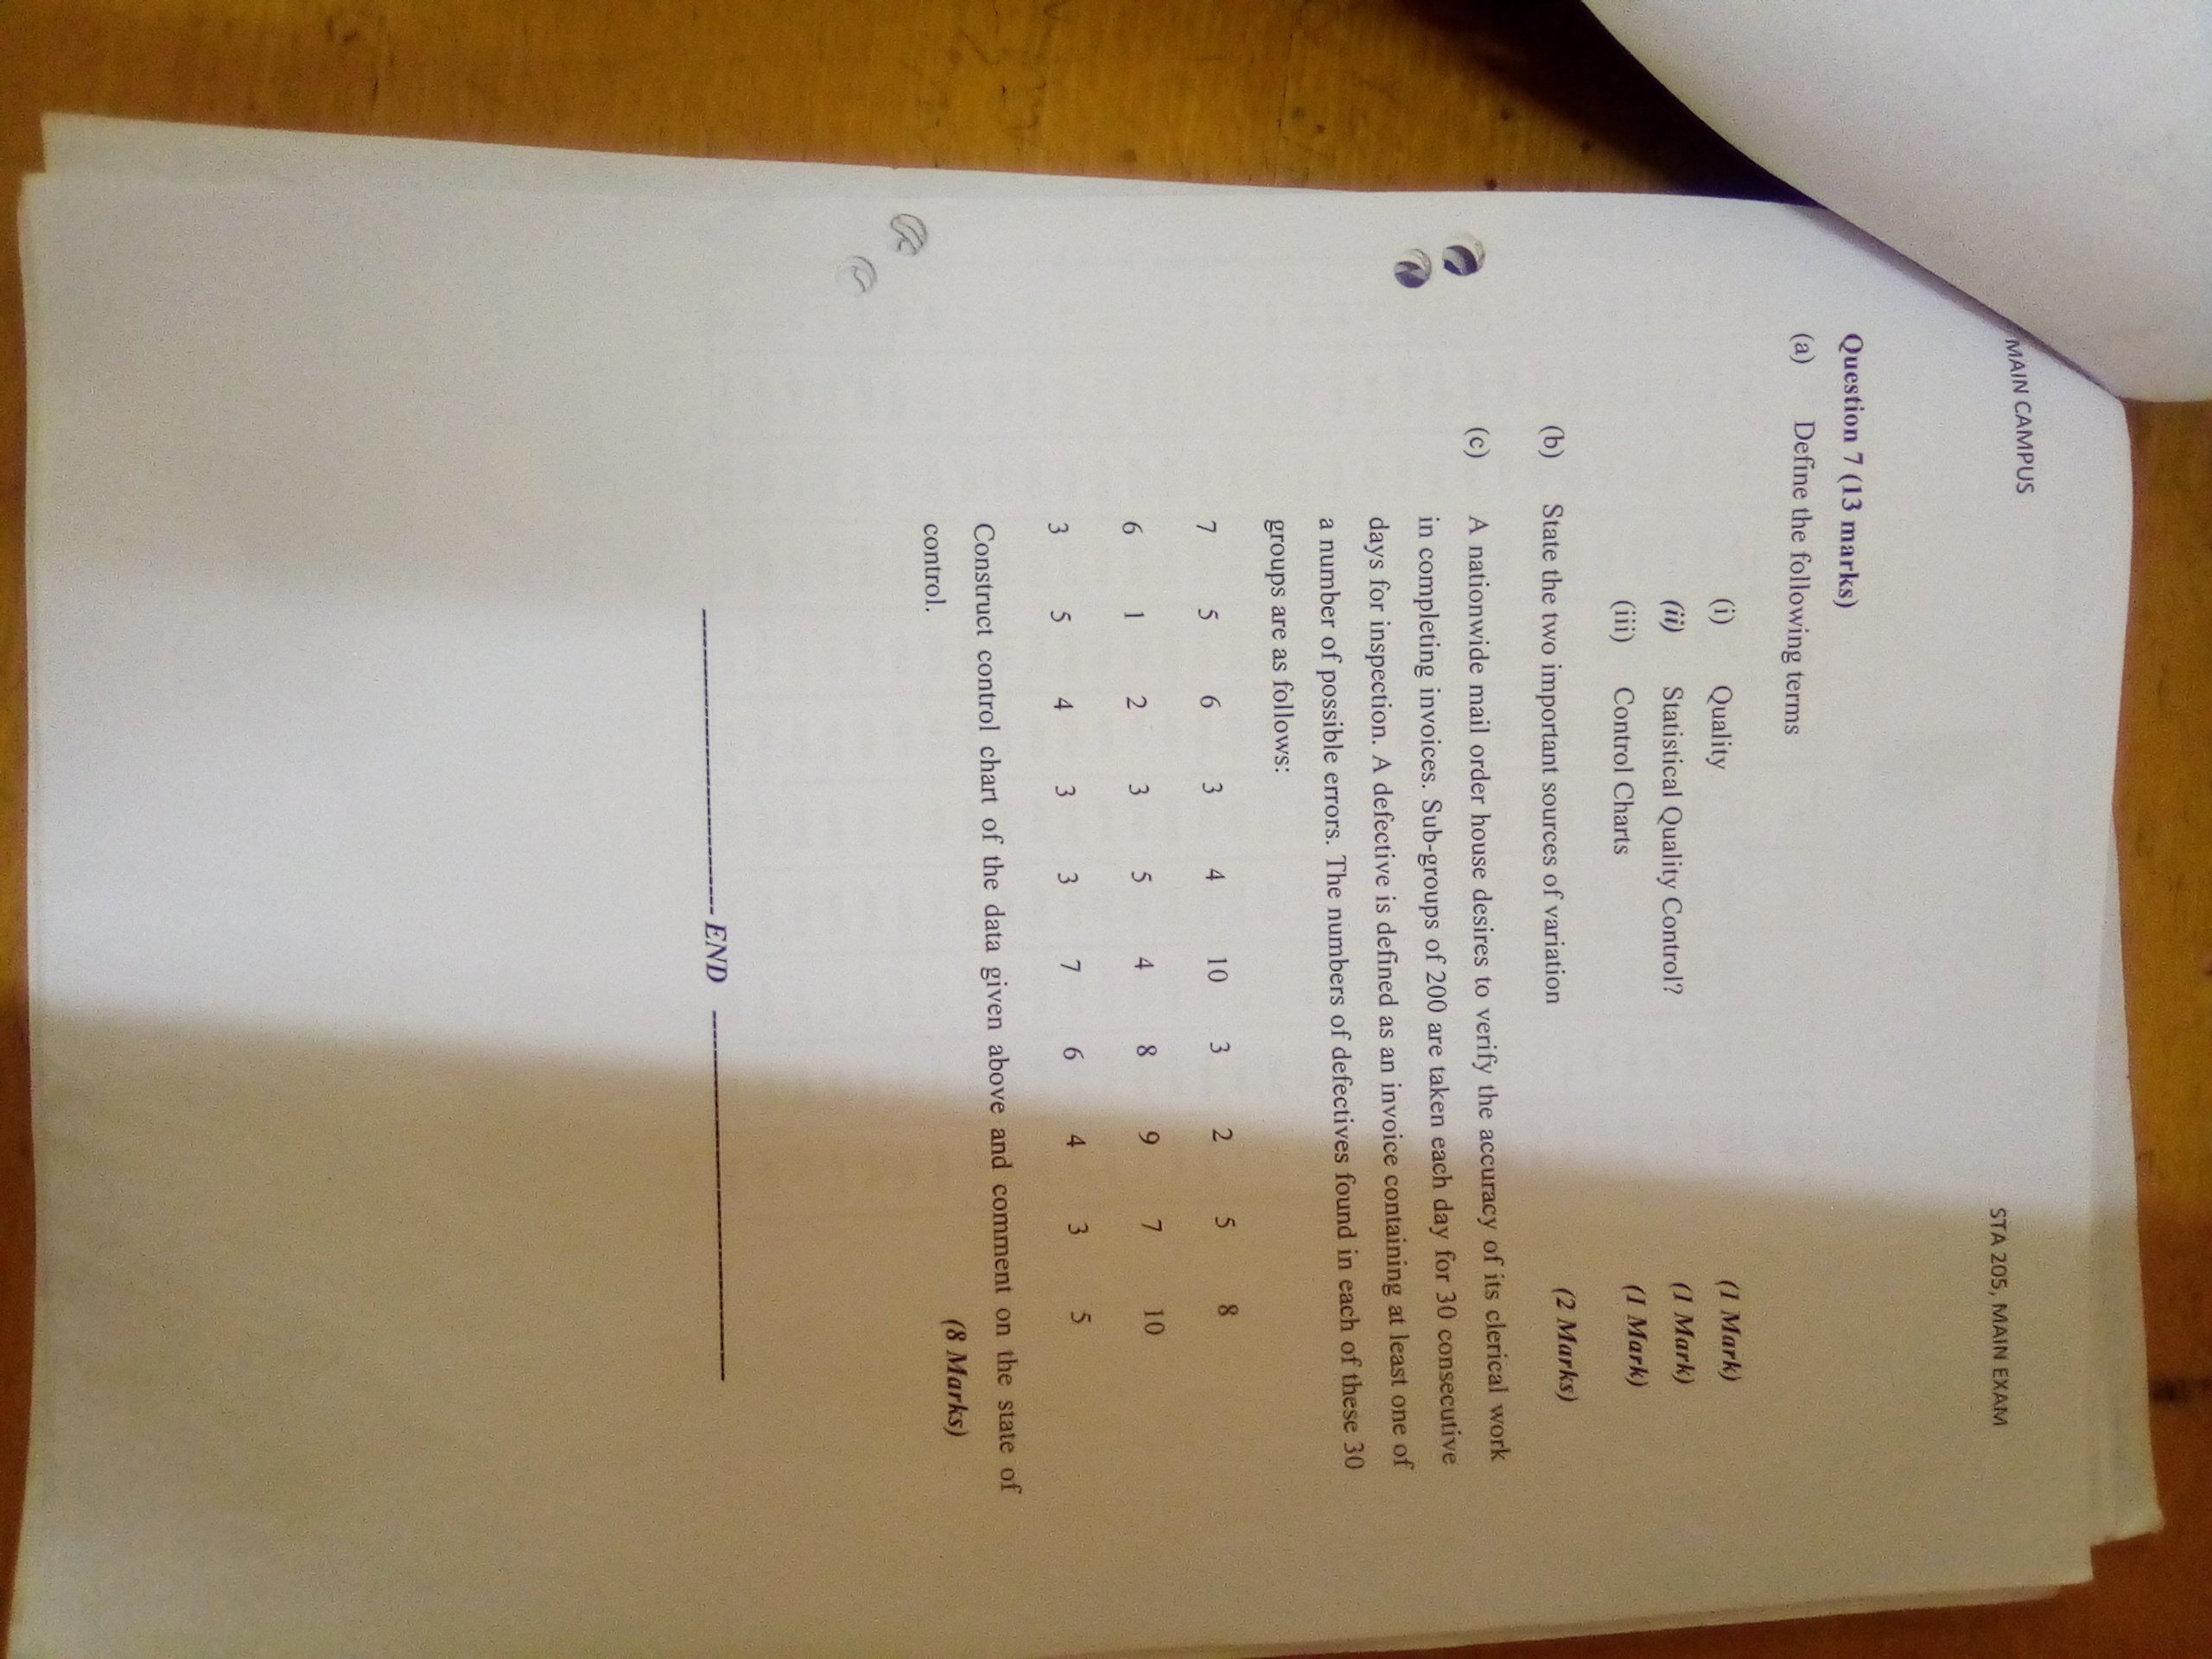 MAIN CAMPUS STA 205, MAIN EXAM
Question 7 (13 marks)
(a) Define the following terms
(i) Quality (1 Mark)
(ii) Statistical Quality Control? (1 Mark)
(iii) Control Charts (1 Mark)
(b) State the two important sources of variation (2 Marks)
(c) A nationwide mail order house desires to verify the accuracy of its clerical work
in completing invoices. Sub-groups of 200 are taken each day for 30 consecutive
days for inspection. A defective is defined as an invoice containing at least one of
a number of possible errors. The numbers of defectives found in each of these 30
groups are as follows:
7 5 6 3 4 10 3 2 5 8
6 1 2 3 5 4 8 9 7 10
3 5 4 3 3 7 6 4 3 5
Construct control chart of the data given above and comment on the state of
control. (8 Marks)
---------------------------- END ----------------------------------